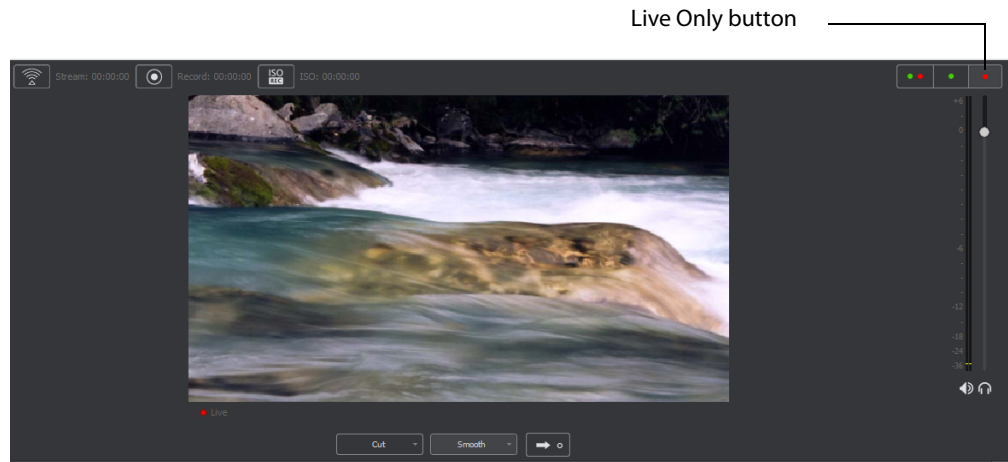 Live Only button
Stream: 00:00:00 Record: 00:00:00 ISO REC ISO: 00:00:00
+6
0
-6
-12
-18
-24
-36
Live
Cut Smooth